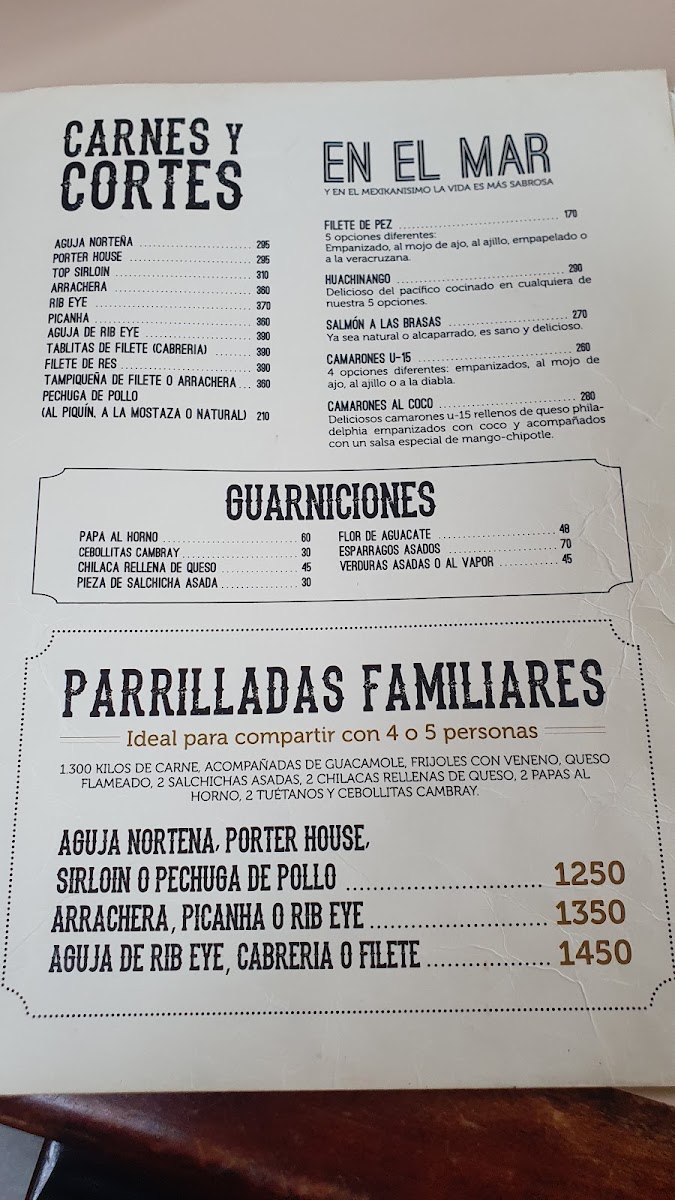 CARNES Y
CORTES
AGUJA NORTEÑA ........ 295
PORTER HOUSE ........ 295
TOP SIRLOIN ........ 310
ARRACHERA ........ 360
RIB EYE ........ 370
PICANHA ........ 360
AGUJA DE RIB EYE ........ 390
TABLITAS DE FILETE (CABRERIA) ........ 390
FILETE DE RES ........ 390
TAMPIQUEÑA DE FILETE O ARRACHERA ... 360
PECHUGA DE POLLO
(AL PIQUÍN, A LA MOSTAZA O NATURAL) 210
EN EL MAR
Y EN EL MEXIKANISIMO LA VIDA ES MÁS SABROSA
FILETE DE PEZ ........ 170
5 opciones diferentes:
Empanizado, al mojo de ajo, al ajillo, empapelado o
a la veracruzana.
HUACHINANGO ........ 290
Delicioso del pacífico cocinado en cualquiera de
nuestra 5 opciones.
SALMÓN A LAS BRASAS ........ 270
Ya sea natural o alcaparrado, es sano y delicioso.
CAMARONES U-15 ........ 260
4 opciones diferentes: empanizados, al mojo de
ajo, al ajillo o a la diabla.
CAMARONES AL COCO ........ 280
Deliciosos camarones u-15 rellenos de queso phila-
delphia empanizados con coco y acompañados
con un salsa especial de mango-chipotle.
GUARNICIONES
PAPA AL HORNO ........ 60
CEBOLLITAS CAMBRAY ........ 30
CHILACA RELLENA DE QUESO ........ 45
PIEZA DE SALCHICHA ASADA ........ 30
FLOR DE AGUACATE ........ 48
ESPARRAGOS ASADOS ........ 70
VERDURAS ASADAS O AL VAPOR ........ 45
PARRILLADAS FAMILIARES
Ideal para compartir con 4 o 5 personas
1.300 KILOS DE CARNE, ACOMPAÑADAS DE GUACAMOLE, FRIJOLES CON VENENO, QUESO
FLAMEADO, 2 SALCHICHAS ASADAS, 2 CHILACAS RELLENAS DE QUESO, 2 PAPAS AL
HORNO, 2 TUÉTANOS Y CEBOLLITAS CAMBRAY.
AGUJA NORTENA, PORTER HOUSE,
SIRLOIN O PECHUGA DE POLLO ........ 1250
ARRACHERA, PICANHA O RIB EYE ........ 1350
AGUJA DE RIB EYE, CABRERIA O FILETE ........ 1450